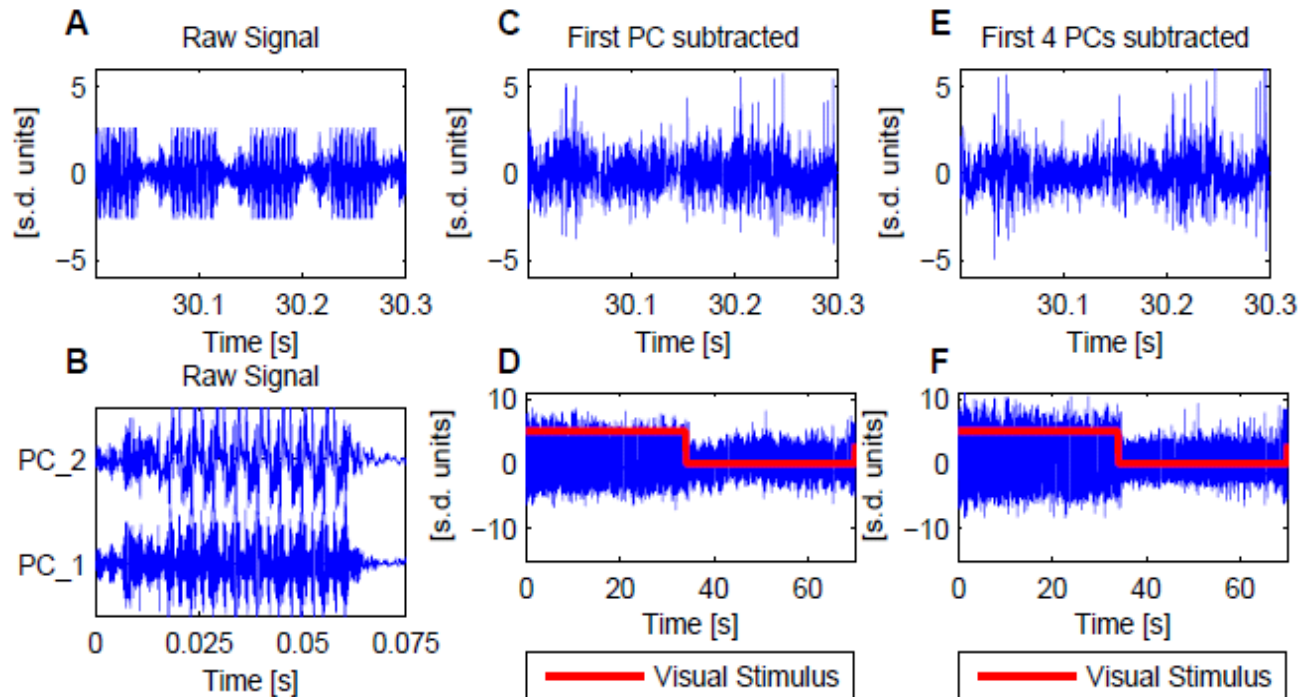 A
Raw Signal
[s.d. units]
5
0
−5
30.1 30.2 30.3
Time [s]
B
Raw Signal
PC_2
PC_1
0 0.025 0.05 0.075
Time [s]
C
First PC subtracted
[s.d. units]
5
0
−5
30.1 30.2 30.3
Time [s]
D
[s.d. units]
10
0
−10
0 20 40 60
Time [s]
Visual Stimulus
E
First 4 PCs subtracted
[s.d. units]
5
0
−5
30.1 30.2 30.3
Time [s]
F
[s.d. units]
10
0
−10
0 20 40 60
Time [s]
Visual Stimulus